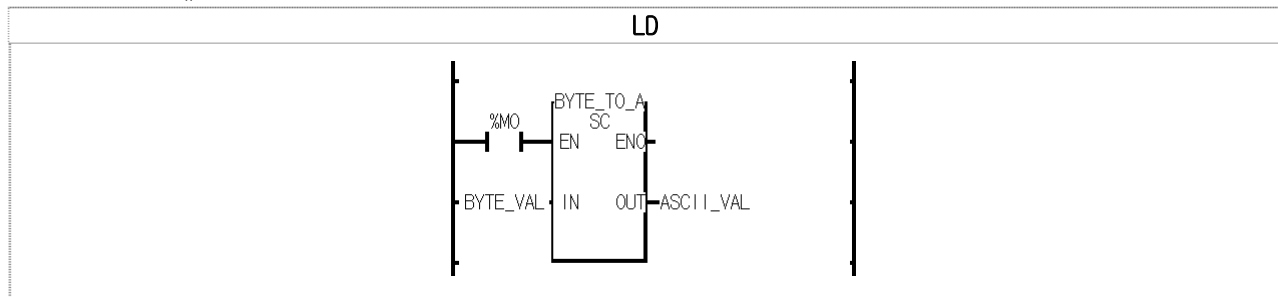 LD
BYTE_TO_A
SC
%M0
EN ENO
BYTE_VAL IN OUT ASCII_VAL